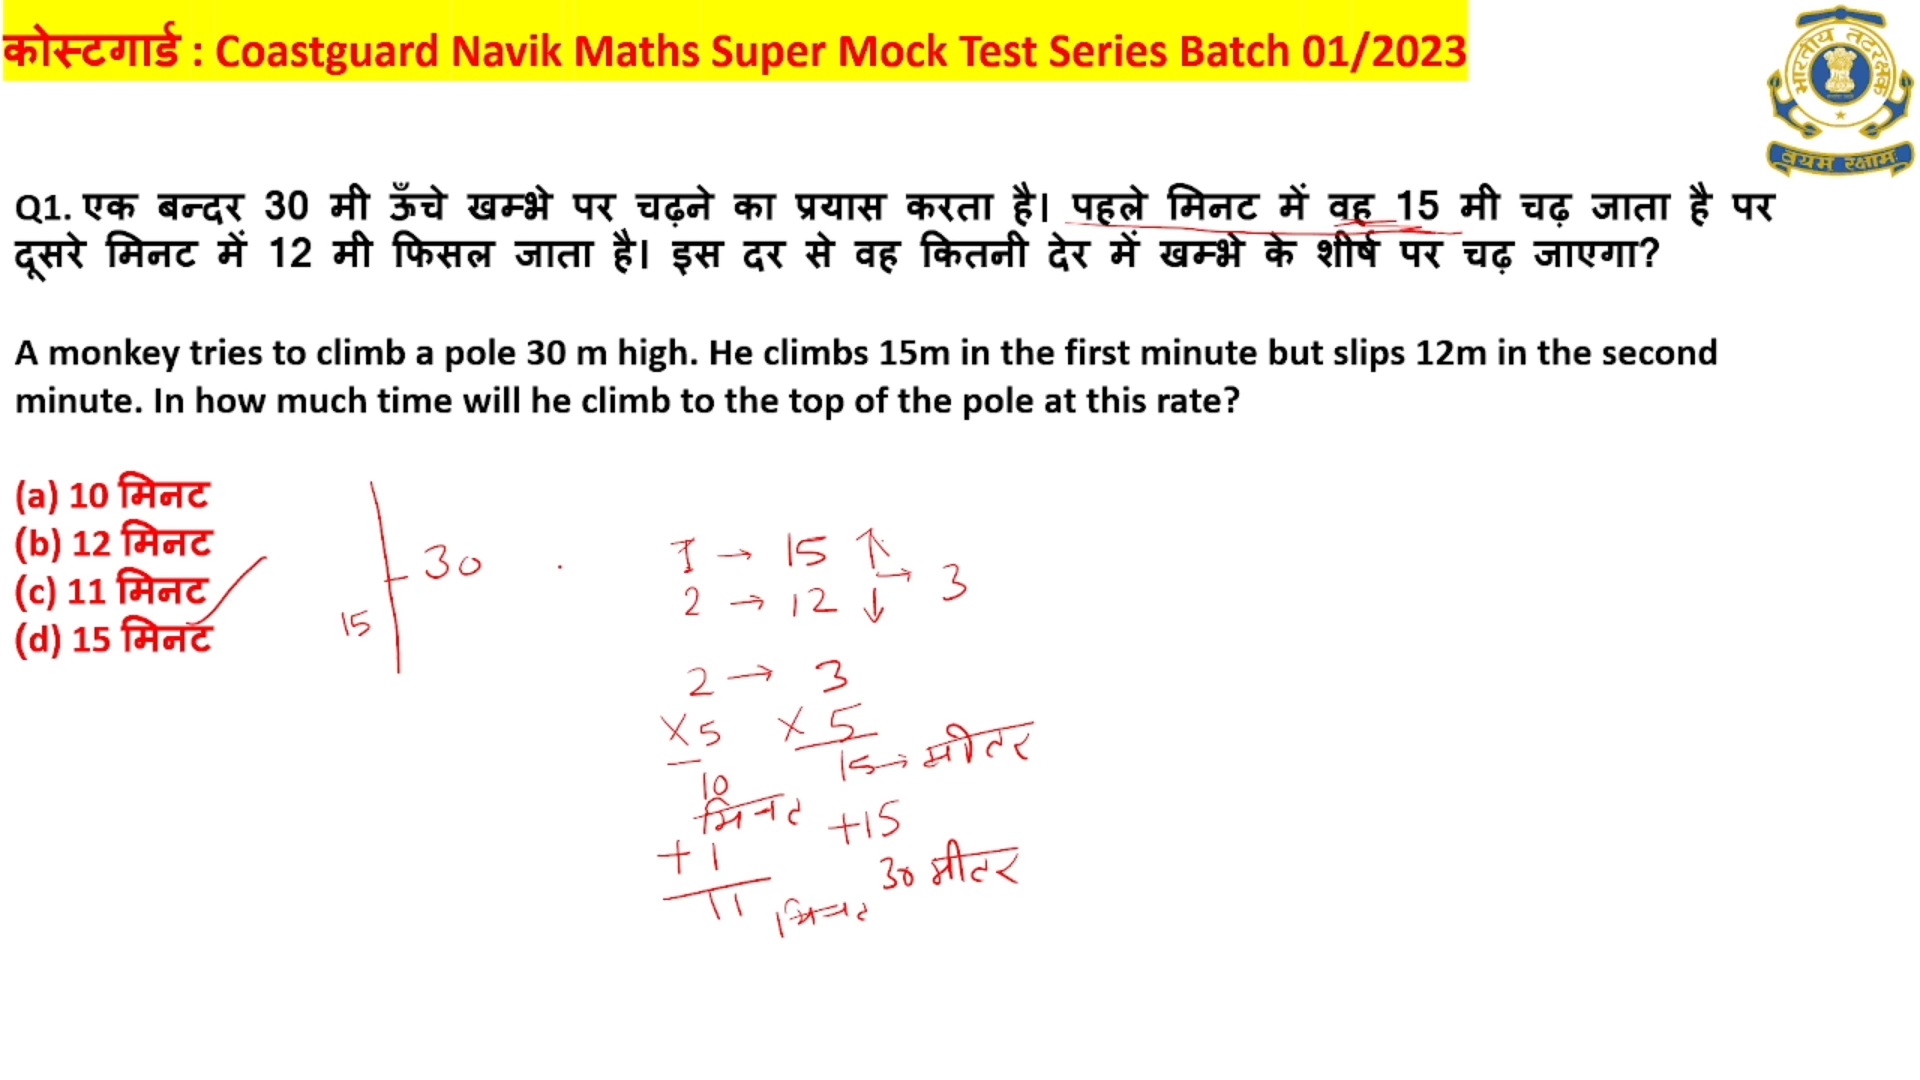 कोस्टगार्ड : Coastguard Navik Maths Super Mock Test Series Batch 01/2023
भारतीय तटरक्षक
वयम् रक्षामः
Q1. एक बन्दर 30 मी ऊँचे खम्भे पर चढ़ने का प्रयास करता है। पहले मिनट में वह 15 मी चढ़ जाता है पर
दूसरे मिनट में 12 मी फिसल जाता है। इस दर से वह कितनी देर में खम्भे के शीर्ष पर चढ़ जाएगा?
A monkey tries to climb a pole 30 m high. He climbs 15m in the first minute but slips 12m in the second
minute. In how much time will he climb to the top of the pole at this rate?
(a) 10 मिनट
(b) 12 मिनट
(c) 11 मिनट
(d) 15 मिनट
30
15
1 → 15 ↑
→ 3
2 → 12 ↓
2 → 3
×5 ×5
10 15 → मीटर
मिनट +15
+1 30 मीटर
11 मिनट